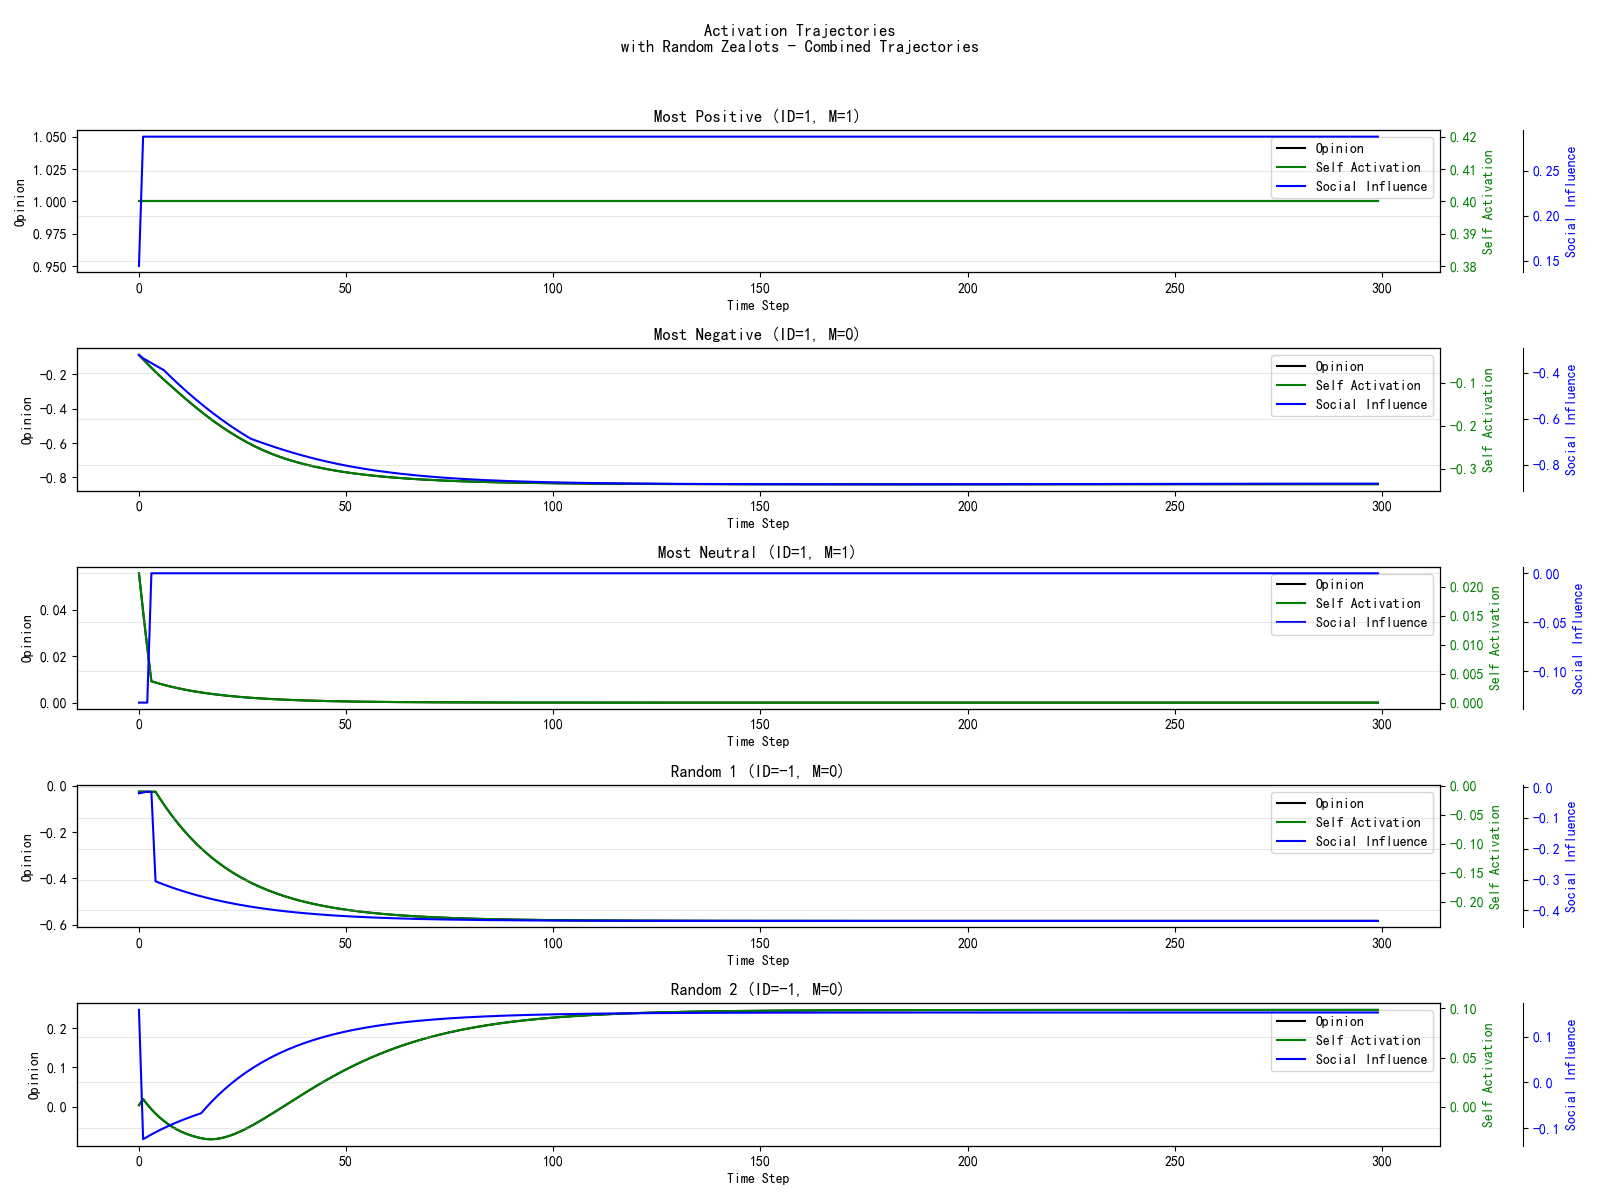 Activation Trajectories
with Random Zealots - Combined Trajectories
Most Positive (ID=1, M=1)
Opinion
1.050
1.025
1.000
0.975
0.950
0
50
100
150
200
250
300
Time Step
Opinion
Self Activation
Social Influence
0.42
0.41
0.40
0.39
0.38
Self Activation
0.25
0.20
0.15
Social Influence
Most Negative (ID=1, M=0)
Opinion
-0.2
-0.4
-0.6
-0.8
0
50
100
150
200
250
300
Time Step
Opinion
Self Activation
Social Influence
-0.1
-0.2
-0.3
Self Activation
-0.4
-0.6
-0.8
Social Influence
Most Neutral (ID=1, M=1)
Opinion
0.04
0.02
0.00
0
50
100
150
200
250
300
Time Step
Opinion
Self Activation
Social Influence
0.020
0.015
0.010
0.005
0.000
Self Activation
0.00
-0.05
-0.10
Social Influence
Random 1 (ID=-1, M=0)
Opinion
0.0
-0.2
-0.4
-0.6
0
50
100
150
200
250
300
Time Step
Opinion
Self Activation
Social Influence
0.00
-0.05
-0.10
-0.15
-0.20
Self Activation
0.0
-0.1
-0.2
-0.3
-0.4
Social Influence
Random 2 (ID=-1, M=0)
Opinion
0.2
0.1
0.0
0
50
100
150
200
250
300
Time Step
Opinion
Self Activation
Social Influence
0.10
0.05
0.00
Self Activation
0.1
0.0
-0.1
Social Influence